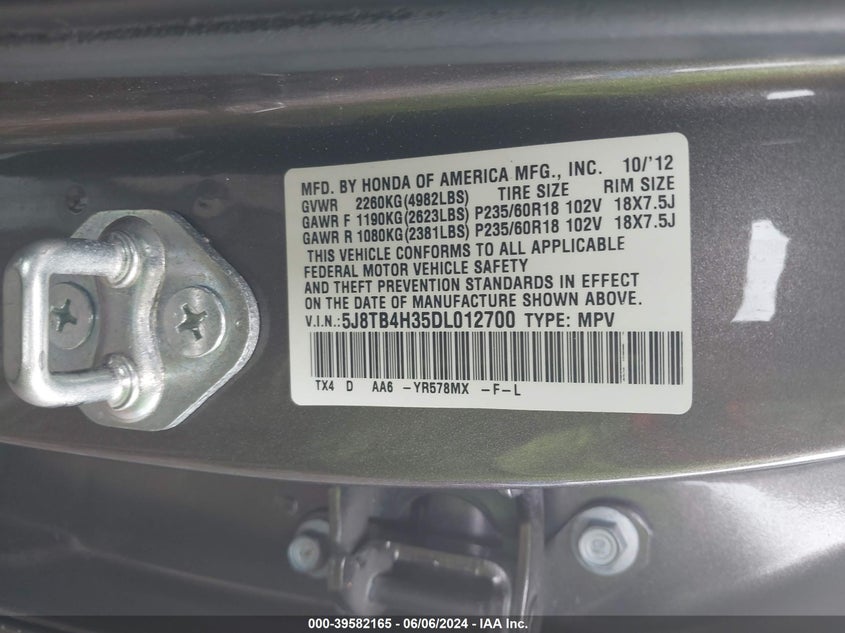 MFD. BY HONDA OF AMERICA MFG., INC. 10/'12
GVWR 2260KG(4982LBS) TIRE SIZE RIM SIZE
GAWR F 1190KG(2623LBS) P235/60R18 102V 18X7.5J
GAWR R 1080KG(2381LBS) P235/60R18 102V 18X7.5J
THIS VEHICLE CONFORMS TO ALL APPLICABLE
FEDERAL MOTOR VEHICLE SAFETY
AND THEFT PREVENTION STANDARDS IN EFFECT
ON THE DATE OF MANUFACTURE SHOWN ABOVE.
V.I.N.:5J8TB4H35DL012700 TYPE: MPV
TX4 D AA6 -YR578MX -F-L
000-39582165 - 06/06/2024 - IAA Inc.